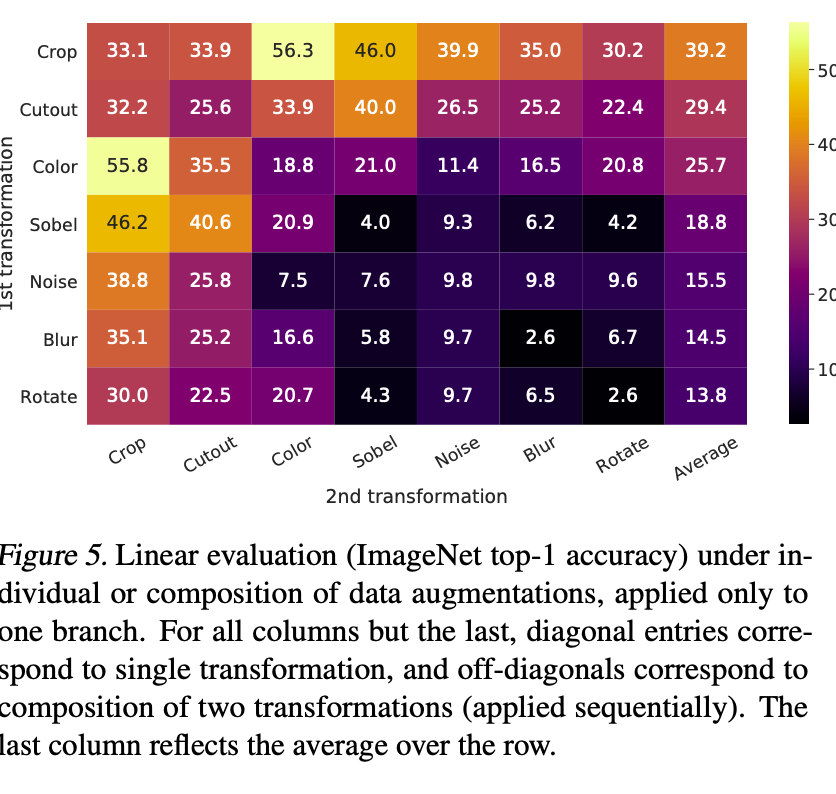 Crop 33.1 33.9 56.3 46.0 39.9 35.0 30.2 39.2
Cutout 32.2 25.6 33.9 40.0 26.5 25.2 22.4 29.4
Color 55.8 35.5 18.8 21.0 11.4 16.5 20.8 25.7
Sobel 46.2 40.6 20.9 4.0 9.3 6.2 4.2 18.8
Noise 38.8 25.8 7.5 7.6 9.8 9.8 9.6 15.5
Blur 35.1 25.2 16.6 5.8 9.7 2.6 6.7 14.5
Rotate 30.0 22.5 20.7 4.3 9.7 6.5 2.6 13.8
1st transformation
Crop Cutout Color Sobel Noise Blur Rotate Average
2nd transformation
50
40
30
20
10
Figure 5. Linear evaluation (ImageNet top-1 accuracy) under in-
dividual or composition of data augmentations, applied only to
one branch. For all columns but the last, diagonal entries corre-
spond to single transformation, and off-diagonals correspond to
composition of two transformations (applied sequentially). The
last column reflects the average over the row.